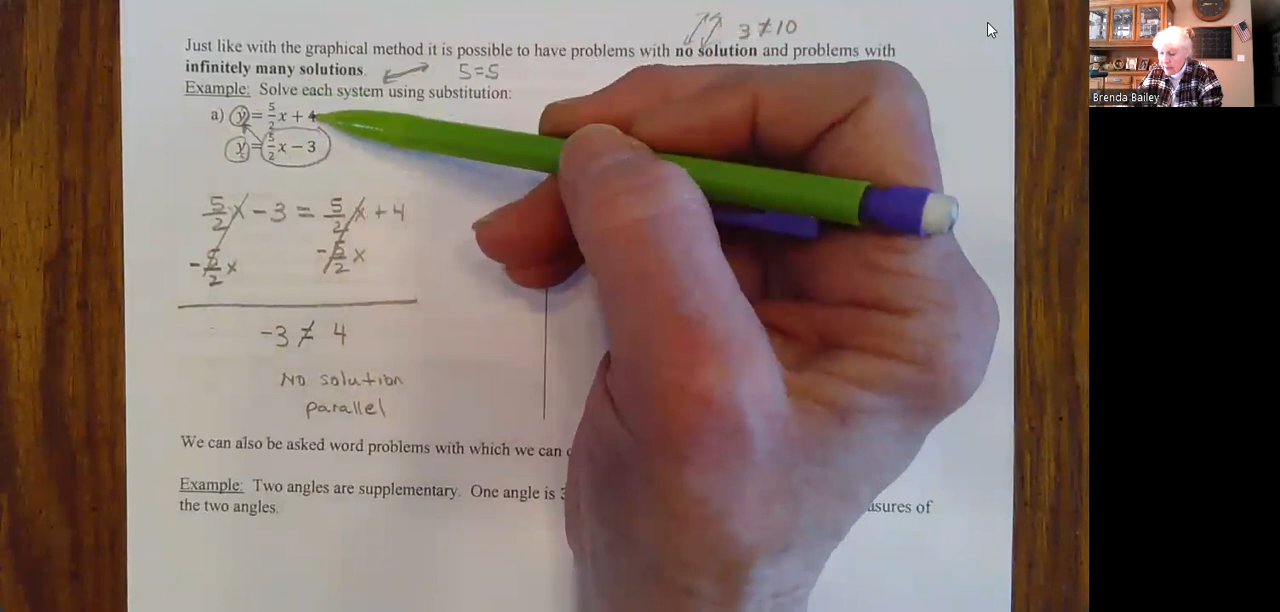 3 ≠ 10
Just like with the graphical method it is possible to have problems with no solution and problems with
infinitely many solutions.
5=5
Example: Solve each system using substitution:
a) y = 5/2 x + 4
y = 5/2 x − 3
5/2 x − 3 = 5/2 x + 4
− 5/2 x − 5/2 x
−3 ≠ 4
No solution
parallel
We can also be asked word problems with which we can
Example: Two angles are supplementary. One angle is 3
the two angles.
asures of
Brenda Bailey